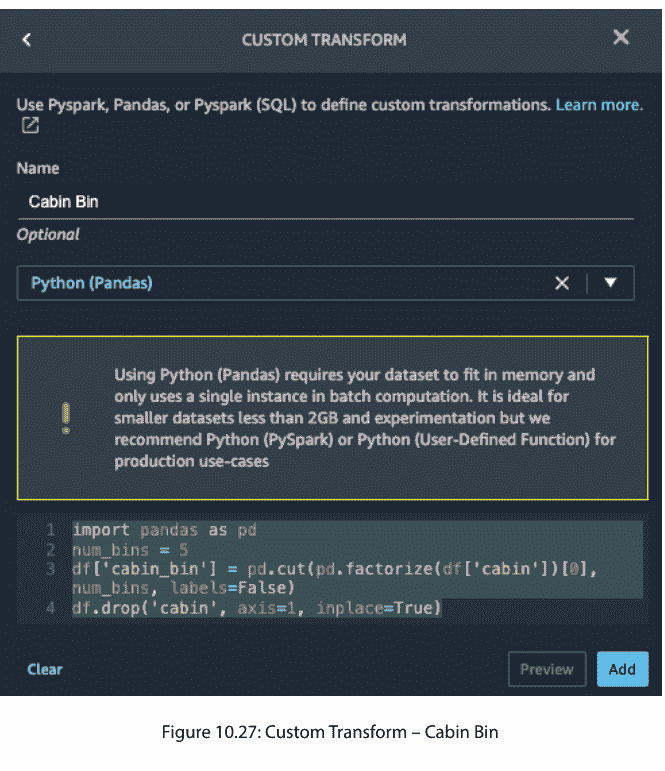 CUSTOM TRANSFORM
Use Pyspark, Pandas, or Pyspark (SQL) to define custom transformations. Learn more.
Name
Cabin Bin
Optional
Python (Pandas)
Using Python (Pandas) requires your dataset to fit in memory and
only uses a single instance in batch computation. It is ideal for
smaller datasets less than 2GB and experimentation but we
recommend Python (PySpark) or Python (User-Defined Function) for
production use-cases
1 import pandas as pd
2 num_bins = 5
3 df['cabin_bin'] = pd.cut(pd.factorize(df['cabin'])[0],
num_bins, labels=False)
4 df.drop('cabin', axis=1, inplace=True)
Clear
Preview
Add
Figure 10.27: Custom Transform – Cabin Bin